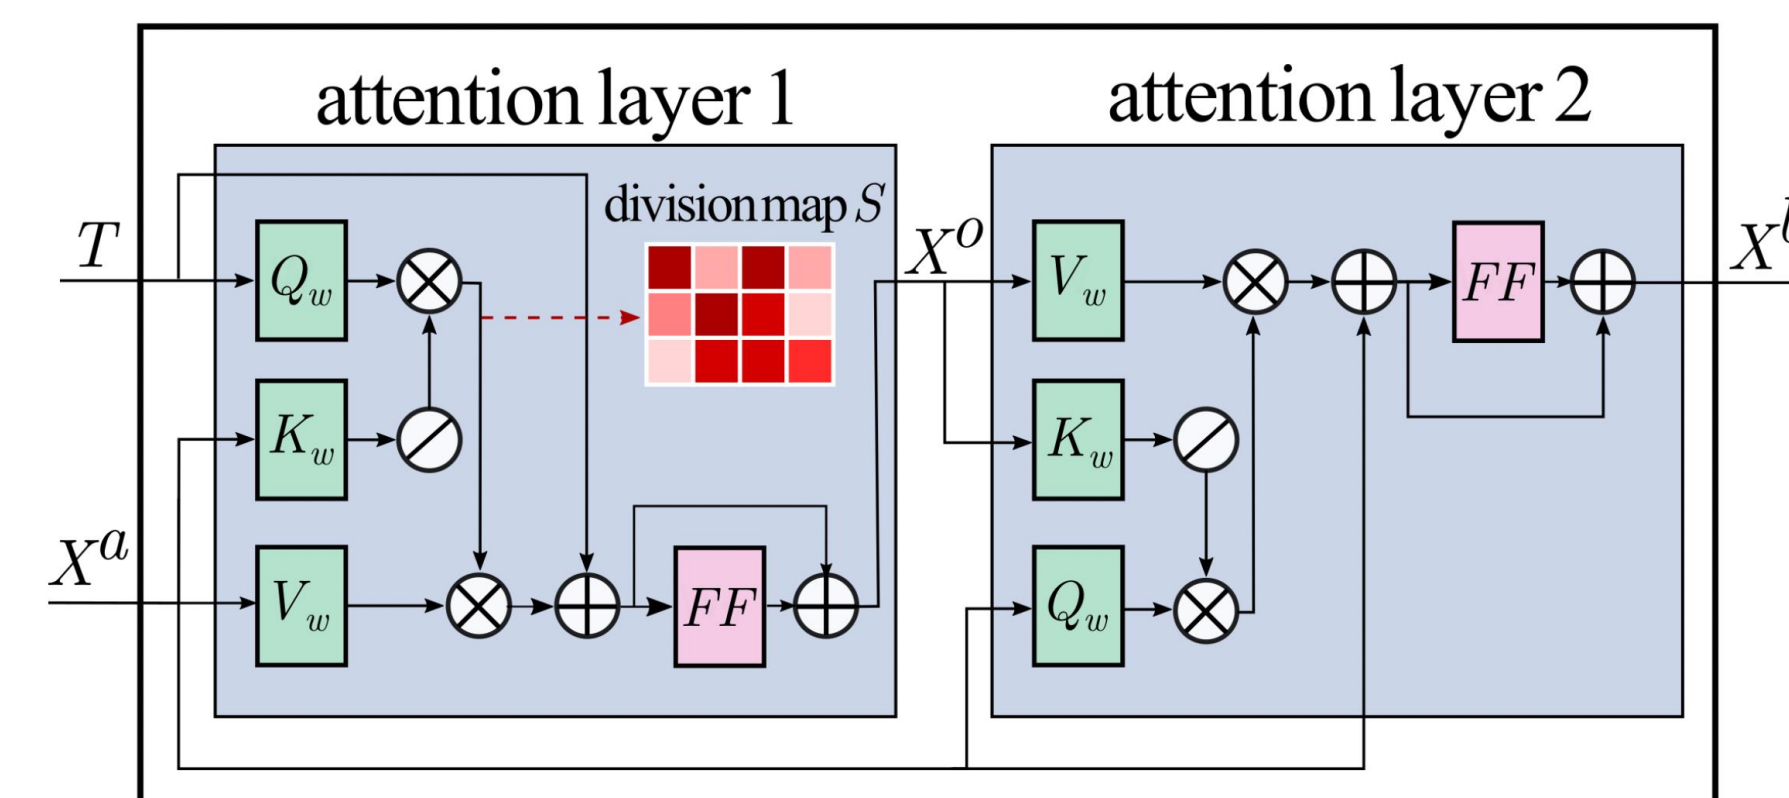 attention layer 1
attention layer 2
division map S
T
Q_w
X^o
V_w
FF
X
K_w
K_w
X^a
V_w
FF
Q_w